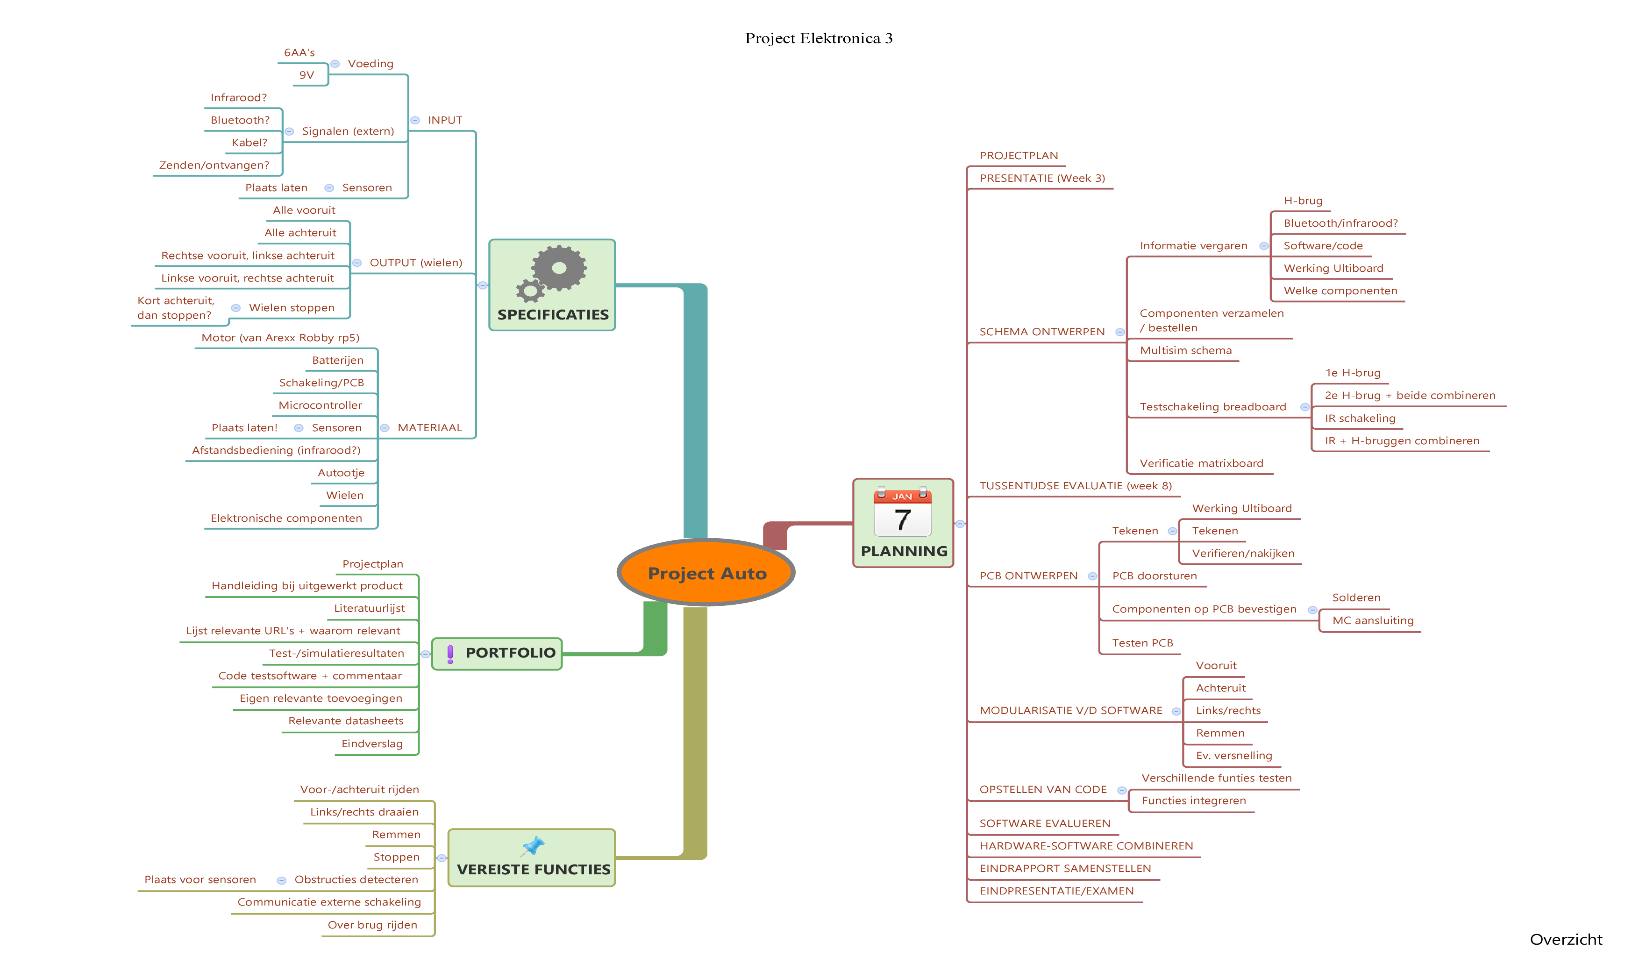 Project Elektronica 3
6AA's
Voeding
9V
Infrarood?
Bluetooth?
INPUT
Signalen (extern)
Kabel?
Zenden/ontvangen?
Plaats laten
Sensoren
Alle vooruit
Alle achteruit
Rechtse vooruit, linkse achteruit
OUTPUT (wielen)
Linkse vooruit, rechtse achteruit
Kort achteruit,
dan stoppen?
Wielen stoppen
SPECIFICATIES
Motor (van Arexx Robby rp5)
Batterijen
Schakeling/PCB
Microcontroller
Plaats laten!
Sensoren
MATERIAAL
Afstandsbediening (infrarood?)
Autootje
Wielen
Elektronische componenten
Project Auto
Projectplan
Handleiding bij uitgewerkt product
Literatuurlijst
Lijst relevante URL's + waarom relevant
Test-/simulatieresultaten
PORTFOLIO
Code testsoftware + commentaar
Eigen relevante toevoegingen
Relevante datasheets
Eindverslag
Voor-/achteruit rijden
Links/rechts draaien
Remmen
Stoppen
VEREISTE FUNCTIES
Plaats voor sensoren
Obstructies detecteren
Communicatie externe schakeling
Over brug rijden
JAN
7
PLANNING
PROJECTPLAN
PRESENTATIE (Week 3)
H-brug
Bluetooth/infrarood?
Informatie vergaren
Software/code
Werking Ultiboard
Welke componenten
Componenten verzamelen
/ bestellen
SCHEMA ONTWERPEN
Multisim schema
1e H-brug
2e H-brug + beide combineren
Testschakeling breadboard
IR schakeling
IR + H-bruggen combineren
Verificatie matrixboard
TUSSENTIJDSE EVALUATIE (week 8)
Werking Ultiboard
Tekenen
Tekenen
Verifieren/nakijken
PCB ONTWERPEN
PCB doorsturen
Solderen
Componenten op PCB bevestigen
MC aansluiting
Testen PCB
Vooruit
Achteruit
MODULARISATIE V/D SOFTWARE
Links/rechts
Remmen
Ev. versnelling
Verschillende funties testen
OPSTELLEN VAN CODE
Functies integreren
SOFTWARE EVALUEREN
HARDWARE-SOFTWARE COMBINEREN
EINDRAPPORT SAMENSTELLEN
EINDPRESENTATIE/EXAMEN
Overzicht